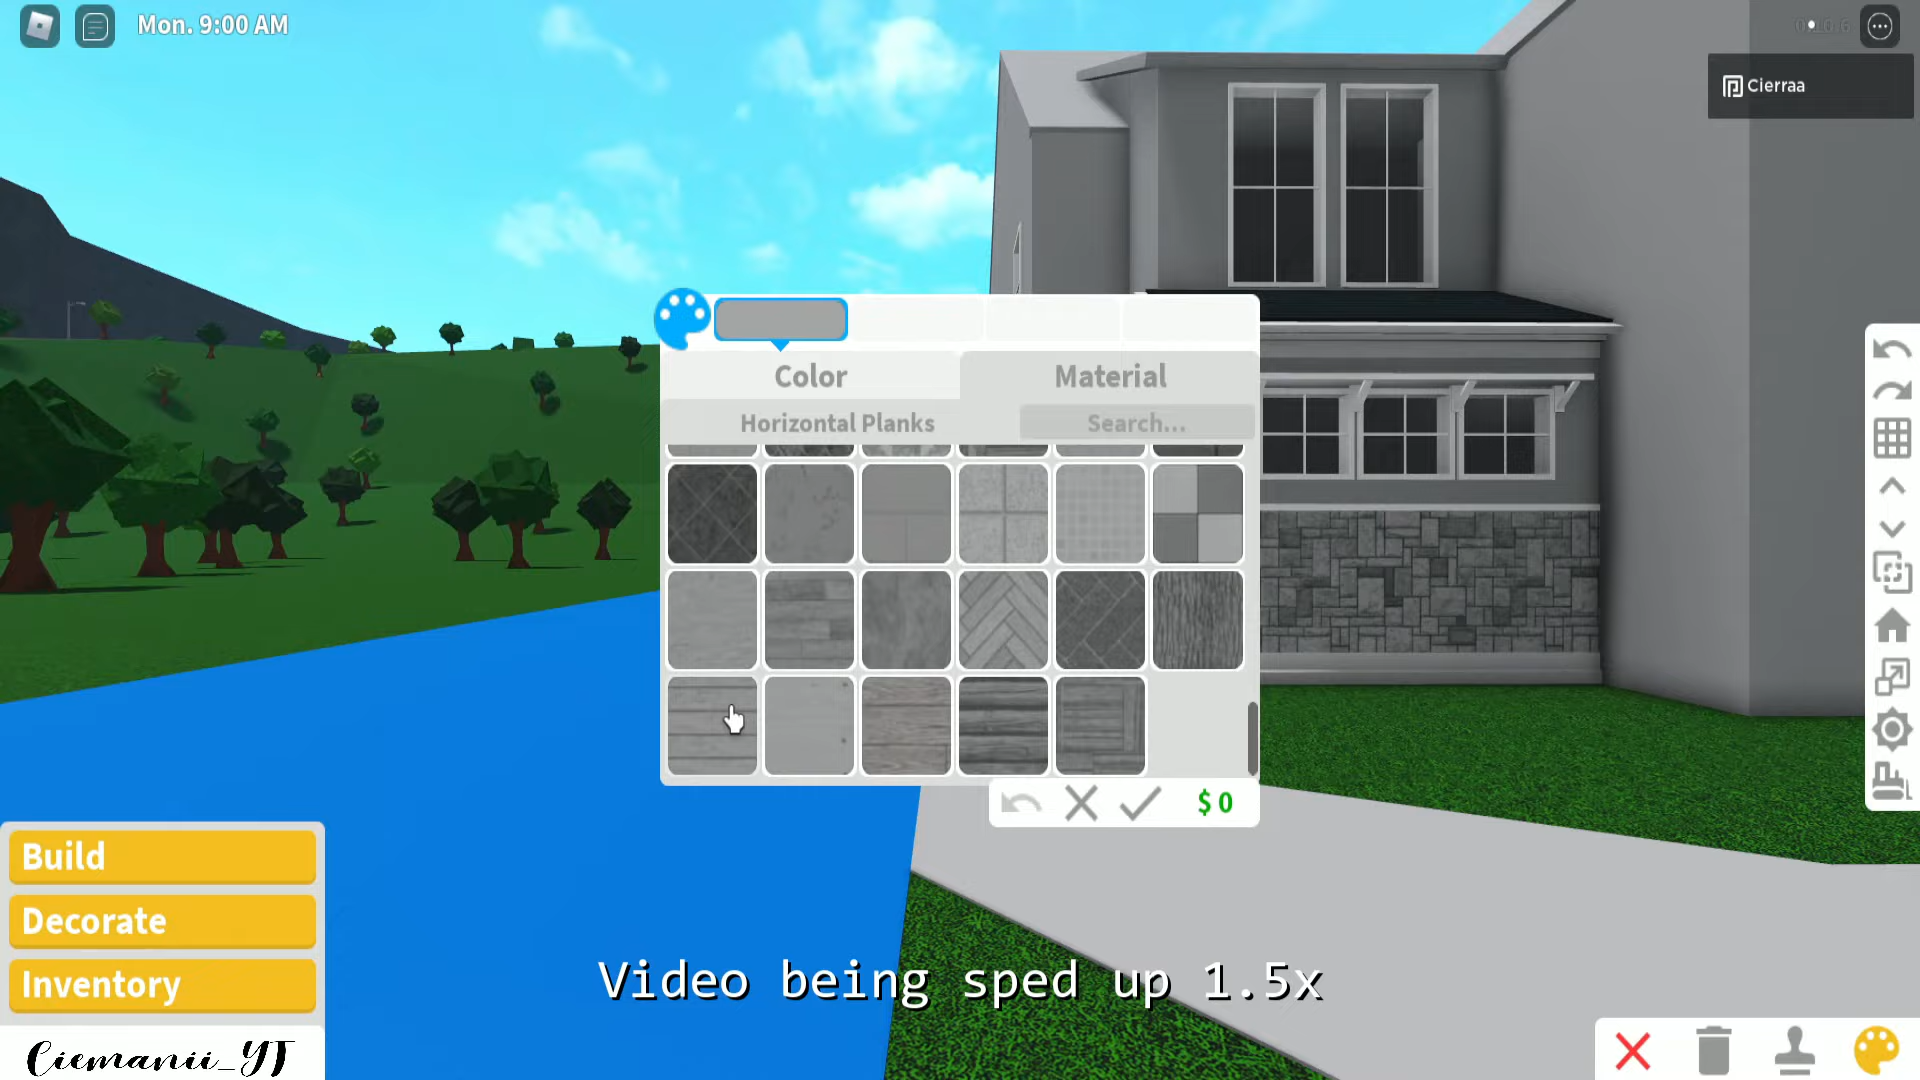 Mon. 9:00 AM
Cierraa
Color
Material
Horizontal Planks
Search...
$ 0
Build
Decorate
Inventory
Video being sped up 1.5x
Ciemanii_YT